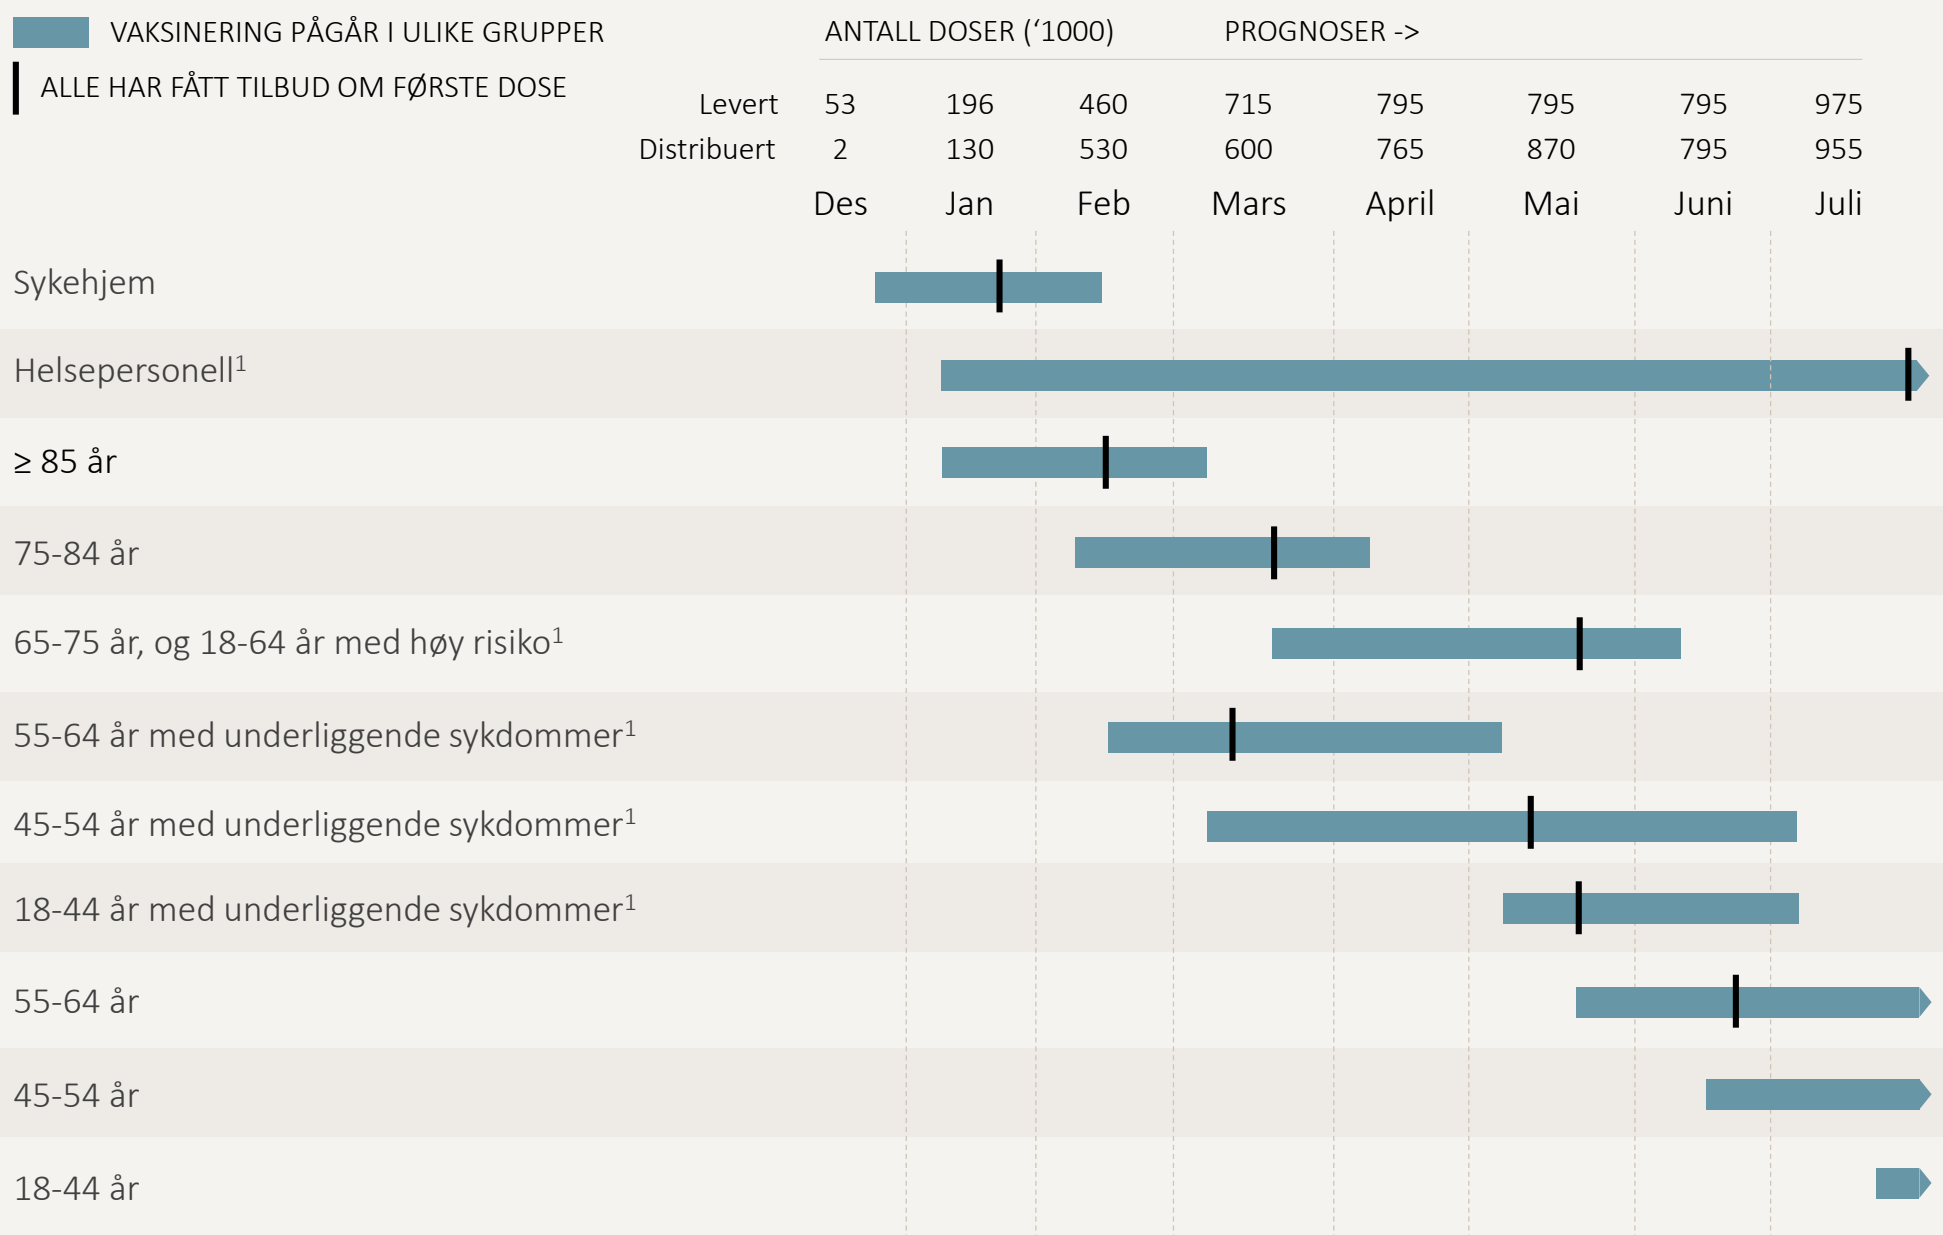 VAKSINERING PÅGÅR I ULIKE GRUPPER
ALLE HAR FÅTT TILBUD OM FØRSTE DOSE
ANTALL DOSER (‘1000) PROGNOSER ->
Levert 53 196 460 715 795 795 795 975
Distribuert 2 130 530 600 765 870 795 955
Des Jan Feb Mars April Mai Juni Juli
Sykehjem
Helsepersonell¹
≥ 85 år
75-84 år
65-75 år, og 18-64 år med høy risiko¹
55-64 år med underliggende sykdommer¹
45-54 år med underliggende sykdommer¹
18-44 år med underliggende sykdommer¹
55-64 år
45-54 år
18-44 år